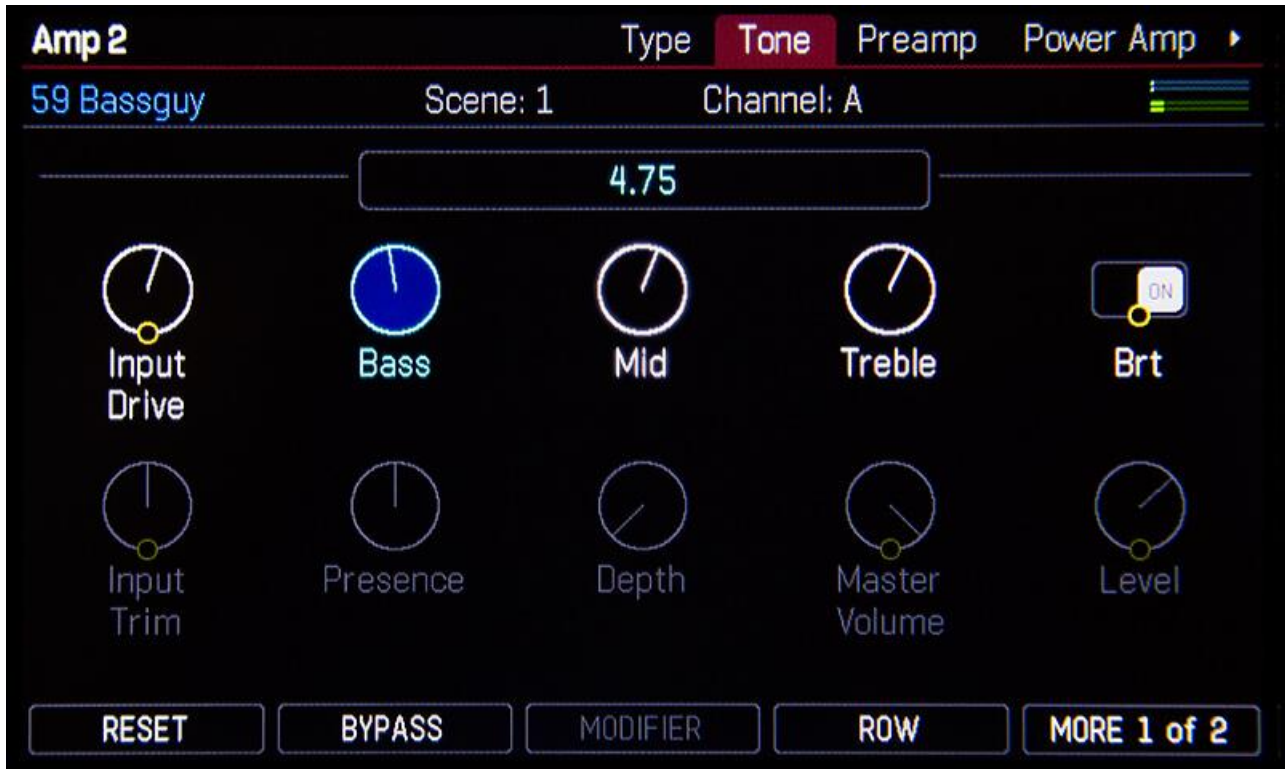 Amp 2 Type Tone Preamp Power Amp
59 Bassguy Scene: 1 Channel: A
4.75
ON
Input Drive
Bass
Mid
Treble
Brt
Input Trim
Presence
Depth
Master Volume
Level
RESET BYPASS MODIFIER ROW MORE 1 of 2